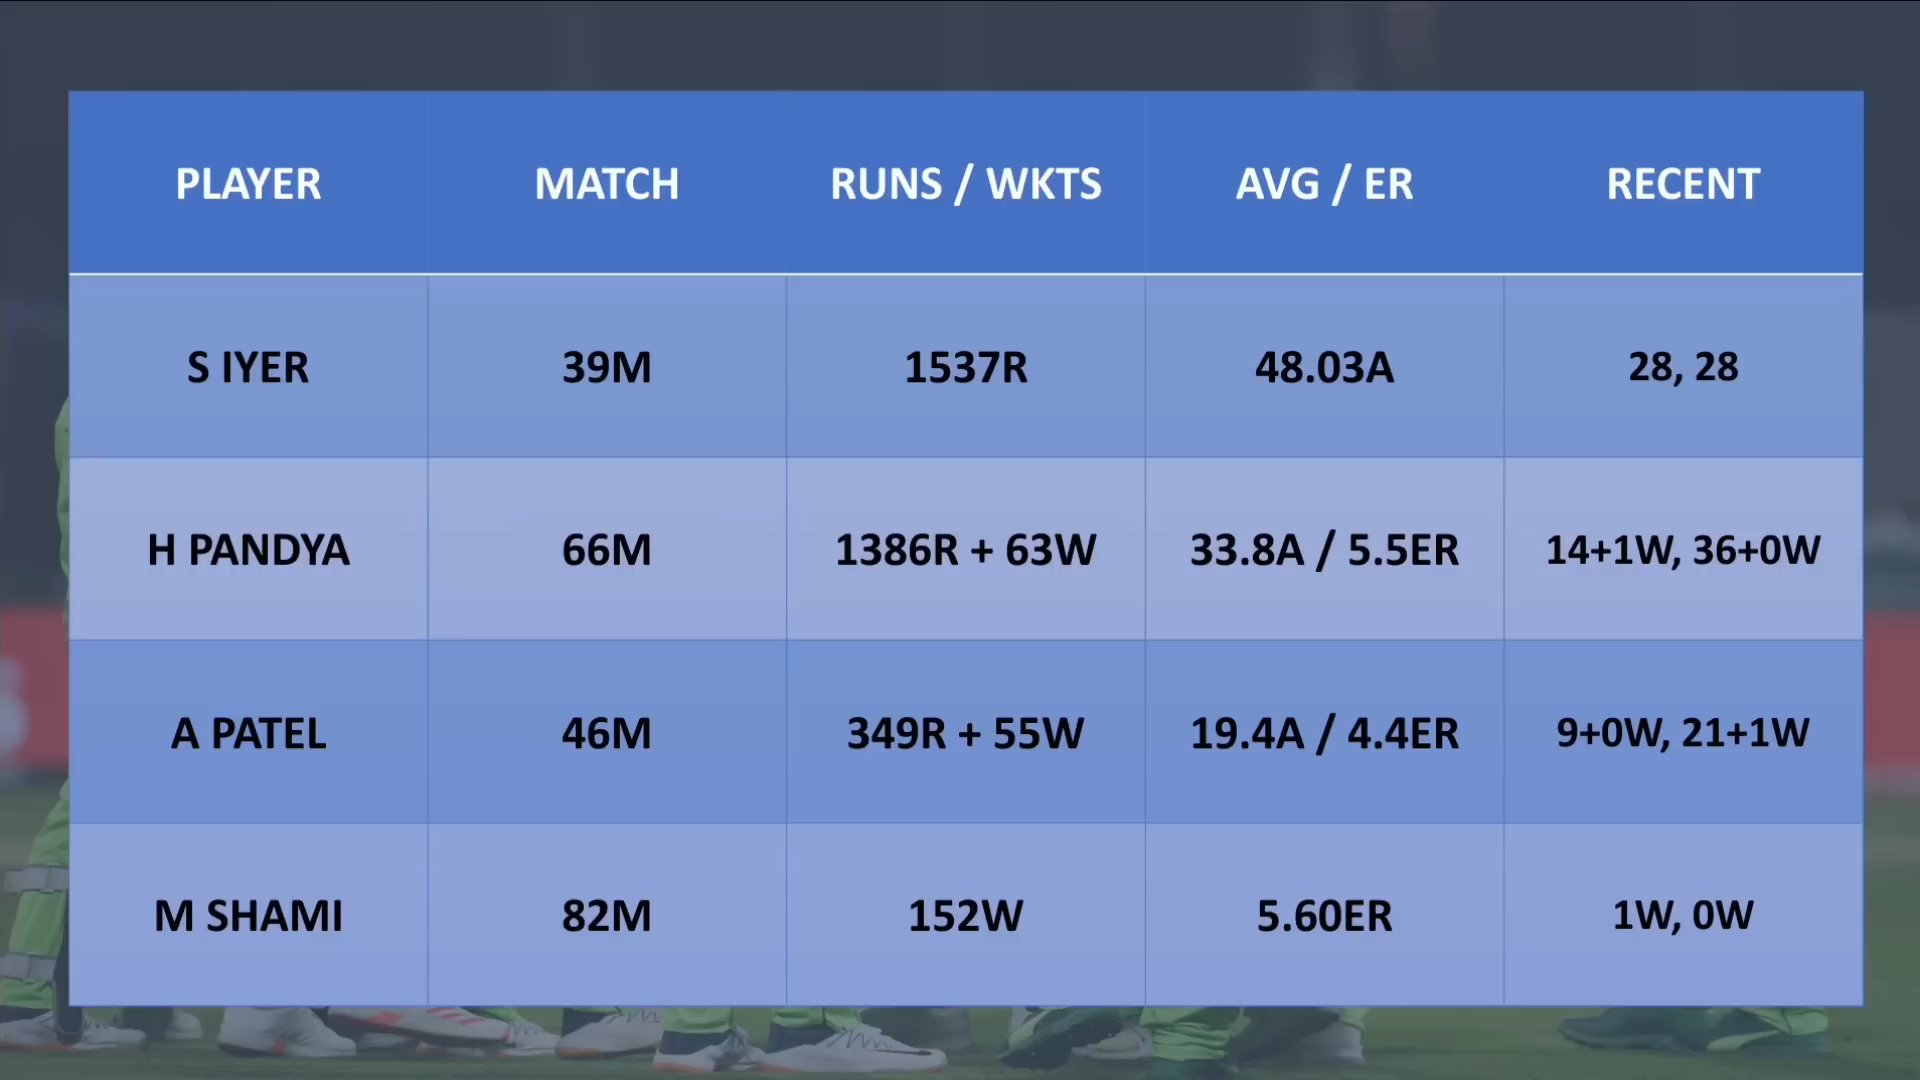 PLAYER MATCH RUNS / WKTS AVG / ER RECENT
S IYER 39M 1537R 48.03A 28, 28
H PANDYA 66M 1386R + 63W 33.8A / 5.5ER 14+1W, 36+0W
A PATEL 46M 349R + 55W 19.4A / 4.4ER 9+0W, 21+1W
M SHAMI 82M 152W 5.60ER 1W, 0W